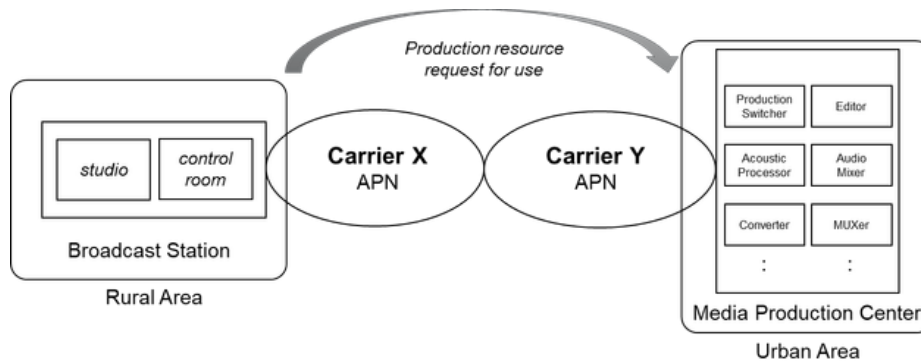 Production resource
request for use
studio
control
room
Broadcast Station
Rural Area
Carrier X
APN
Carrier Y
APN
Production
Switcher
Editor
Acoustic
Processor
Audio
Mixer
Converter
MUXer
:
:
Media Production Center
Urban Area